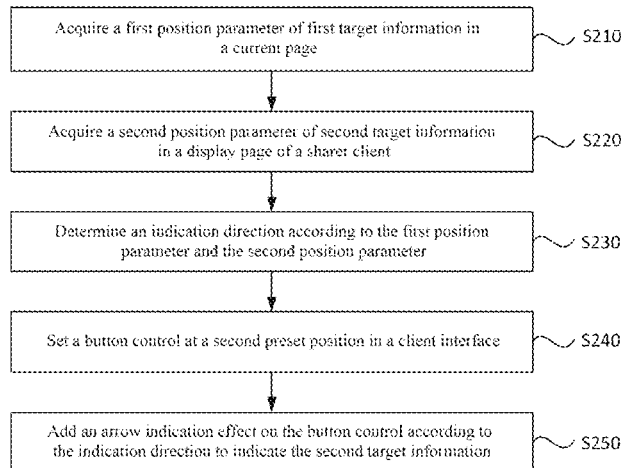 Acquire a first position parameter of first target information in
a current page
S210
Acquire a second position parameter of second target information
in a display page of a sharer client
S220
Determine an indication direction according to the first position
parameter and the second position parameter
S230
Set a button control at a second preset position in a client interface
S240
Add an arrow indication effect on the button control according to
the indication direction to indicate the second target information
S250